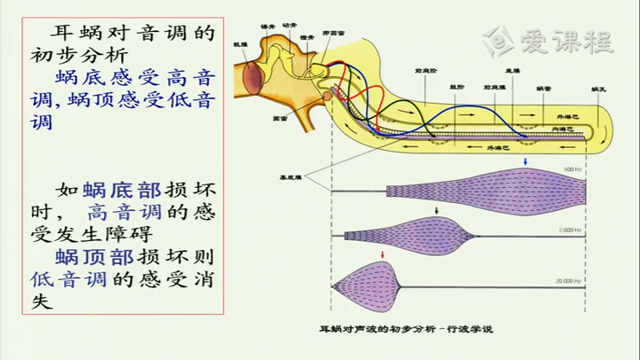 耳蜗对音调的
初步分析
蜗底感受高音
调,蜗顶感受低音
调
如蜗底部损坏
时,高音调的感
受发生障碍
蜗顶部损坏则
低音调的感受消
失
爱课程
锤骨
砧骨
镫骨
卵圆窗
鼓膜
圆窗
前庭阶
鼓阶
前庭膜
盖膜
蜗管
蜗孔
外淋巴
内淋巴
外淋巴
基底膜
500 Hz
2,000 Hz
20,000 Hz
耳蜗对声波的初步分析-行波学说